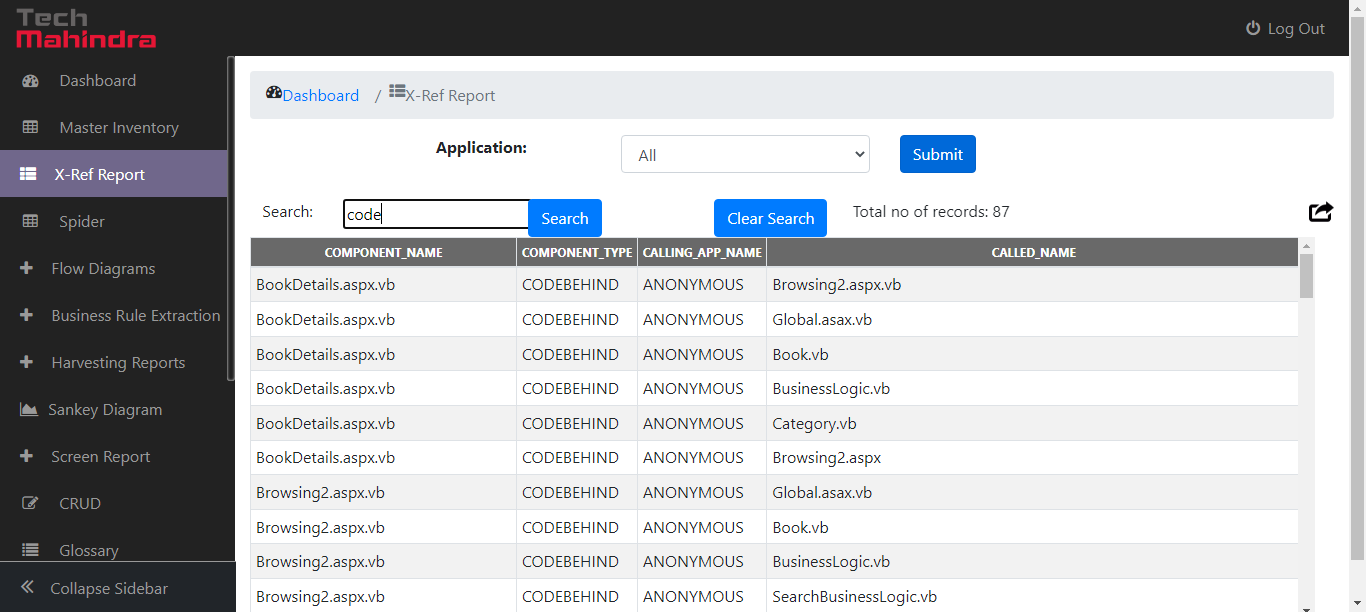 Tech
Mahindra
Log Out
Dashboard
Master Inventory
X-Ref Report
Spider
Flow Diagrams
Business Rule Extraction
Harvesting Reports
Sankey Diagram
Screen Report
CRUD
Glossary
Collapse Sidebar
Dashboard / X-Ref Report
Application: All Submit
Search: code Search Clear Search Total no of records: 87
COMPONENT_NAME COMPONENT_TYPE CALLING_APP_NAME CALLED_NAME
BookDetails.aspx.vb CODEBEHIND ANONYMOUS Browsing2.aspx.vb
BookDetails.aspx.vb CODEBEHIND ANONYMOUS Global.asax.vb
BookDetails.aspx.vb CODEBEHIND ANONYMOUS Book.vb
BookDetails.aspx.vb CODEBEHIND ANONYMOUS BusinessLogic.vb
BookDetails.aspx.vb CODEBEHIND ANONYMOUS Category.vb
BookDetails.aspx.vb CODEBEHIND ANONYMOUS Browsing2.aspx
Browsing2.aspx.vb CODEBEHIND ANONYMOUS Global.asax.vb
Browsing2.aspx.vb CODEBEHIND ANONYMOUS Book.vb
Browsing2.aspx.vb CODEBEHIND ANONYMOUS BusinessLogic.vb
Browsing2.aspx.vb CODEBEHIND ANONYMOUS SearchBusinessLogic.vb